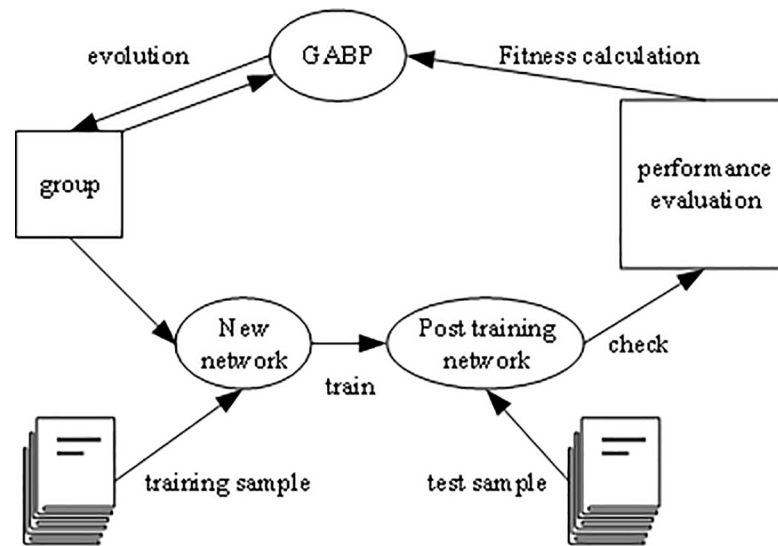 evolution
GABP
Fitness calculation
group
performance
evaluation
New
network
train
Post training
network
check
training sample
test sample